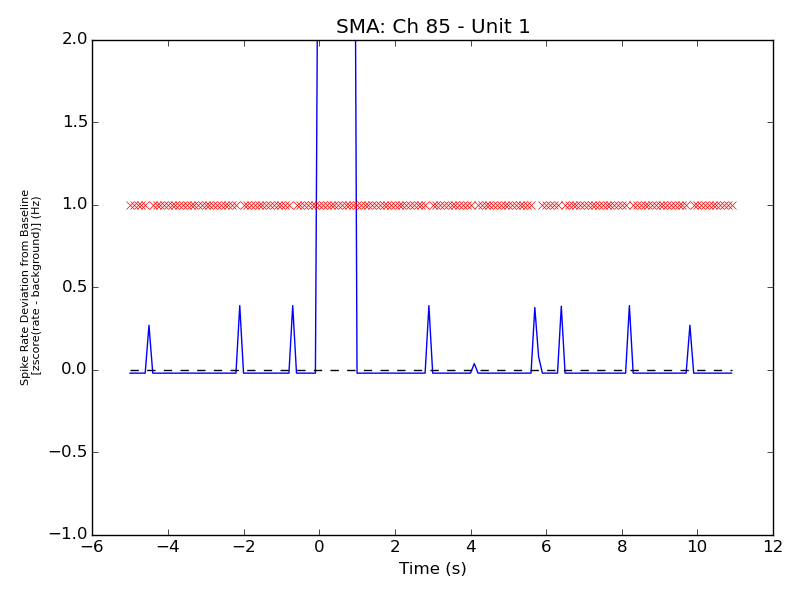 SMA: Ch 85 - Unit 1
2.0
1.5
1.0
0.5
0.0
−0.5
−1.0
Spike Rate Deviation from Baseline
[zscore(rate - background)] (Hz)
−6 −4 −2 0 2 4 6 8 10 12
Time (s)